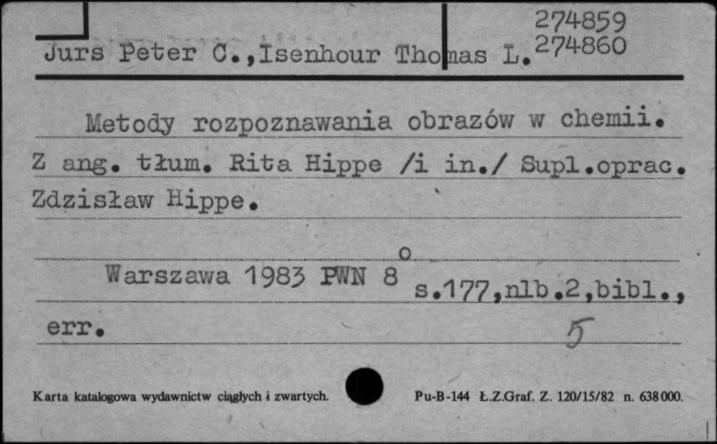 274859
Jurs Peter C.,Isenhour Thomas L. 274860
Metody rozpoznawania obrazów w chemii.
Z ang. tłum. Rita Hippe /i in./ Supl.oprac.
Zdzisław Hippe.
Warszawa 1983 PWN 8o s.177,nlb.2,bibl.,
err. 5
Karta katalogowa wydawnictw ciągłych i zwartych. Pu-B-144 Ł.Z.Graf. Z. 120/15/82 n. 638000.